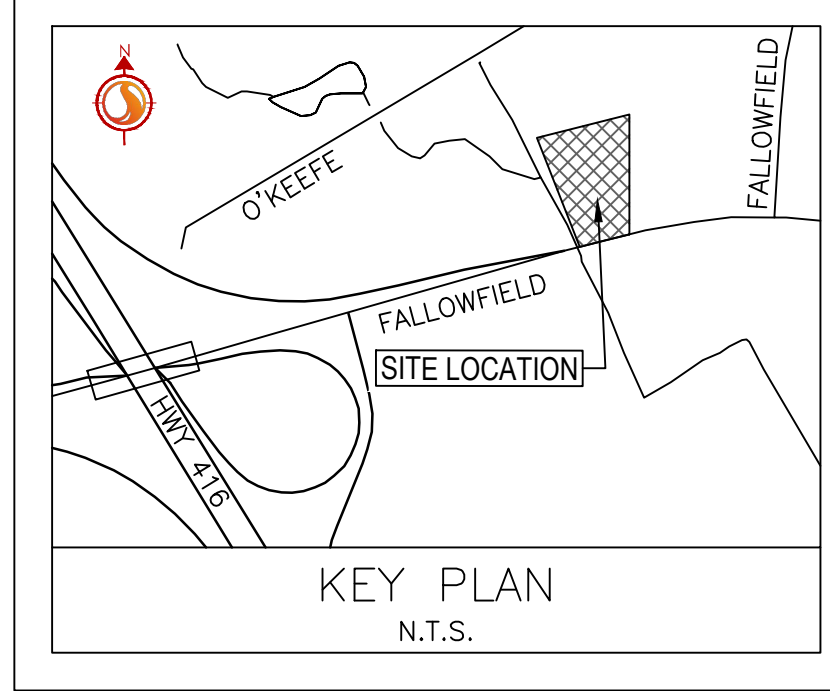 N
O'KEEFE
FALLOWFIELD
FALLOWFIELD
SITE LOCATION
HWY 416
KEY PLAN
N.T.S.